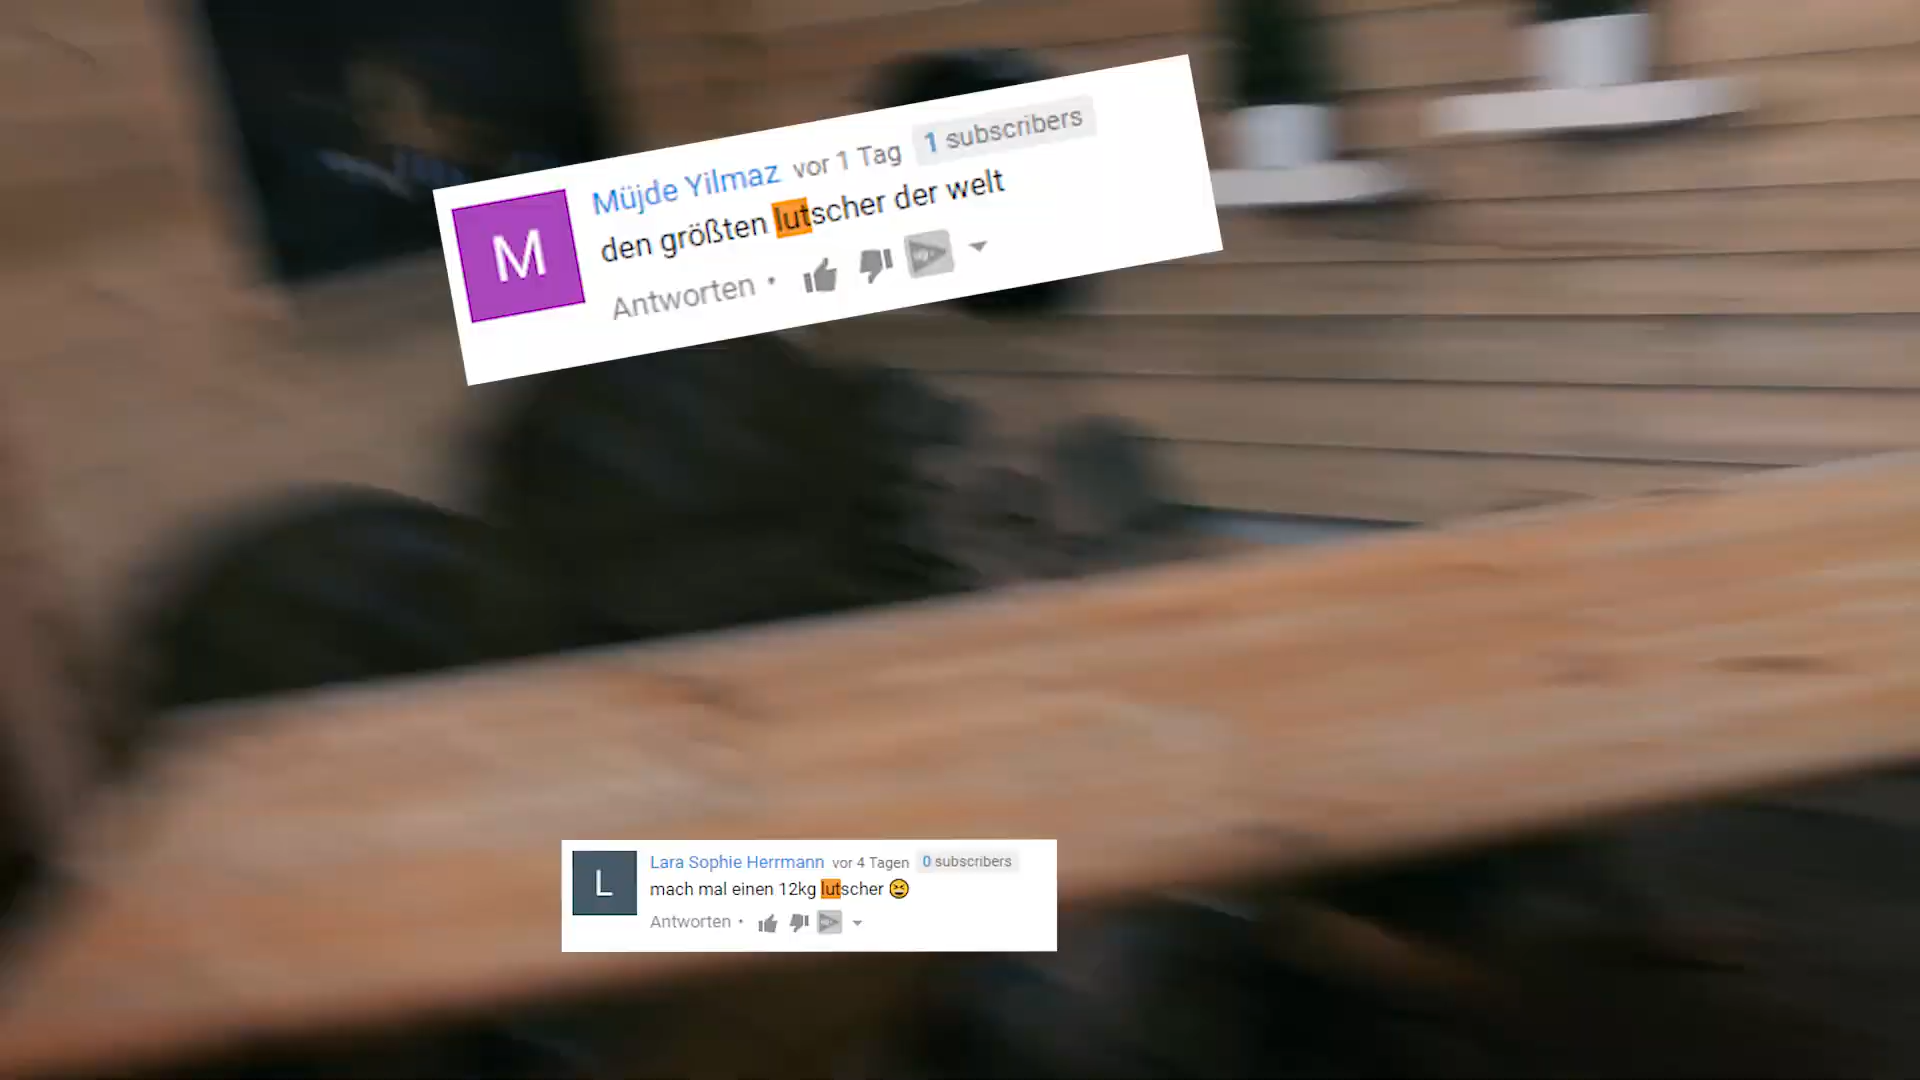 M
Müjde Yilmaz vor 1 Tag 1 subscribers
den größten lutscher der welt
Antworten •
L
Lara Sophie Herrmann vor 4 Tagen 0 subscribers
mach mal einen 12kg lutscher 😆
Antworten •